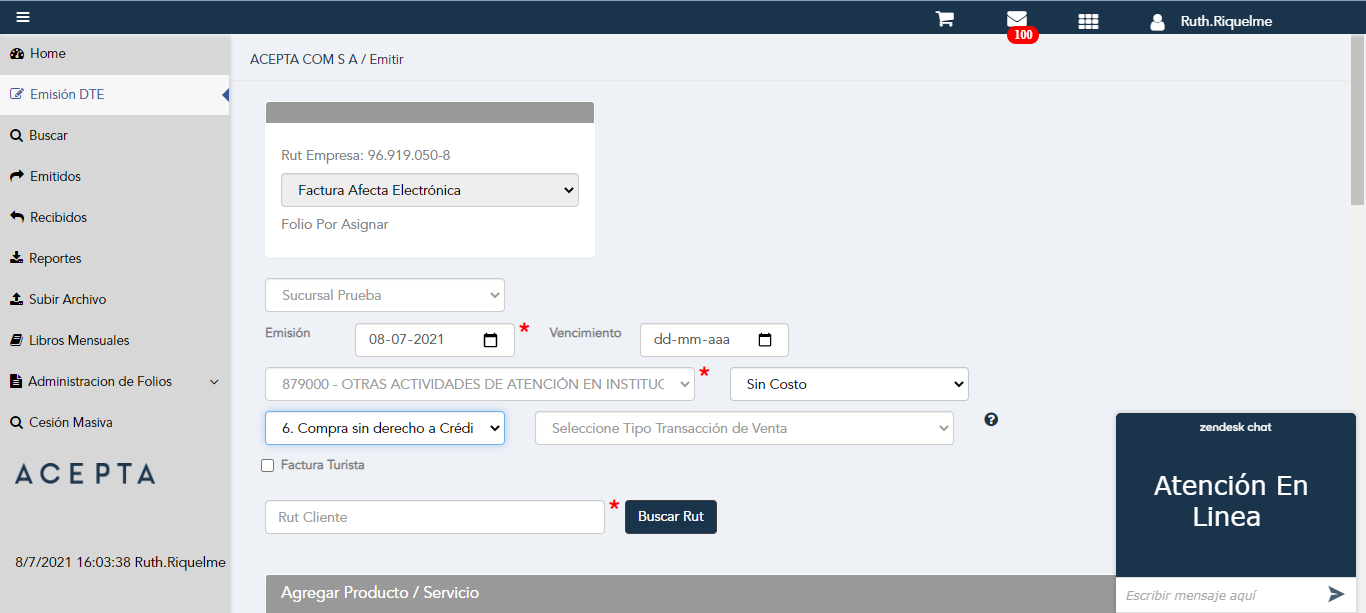 100
Ruth.Riquelme
Home
Emisión DTE
Buscar
Emitidos
Recibidos
Reportes
Subir Archivo
Libros Mensuales
Administracion de Folios
Cesión Masiva
ACEPTA
8/7/2021 16:03:38 Ruth.Riquelme
ACEPTA COM S A / Emitir
Rut Empresa: 96.919.050-8
Factura Afecta Electrónica
Folio Por Asignar
Sucursal Prueba
Emisión 08-07-2021 * Vencimiento dd-mm-aaa
879000 - OTRAS ACTIVIDADES DE ATENCIÓN EN INSTITUC * Sin Costo
6. Compra sin derecho a Crédi Seleccione Tipo Transacción de Venta ?
Factura Turista
Rut Cliente * Buscar Rut
Agregar Producto / Servicio
zendesk chat
Atención En
Linea
Escribir mensaje aquí